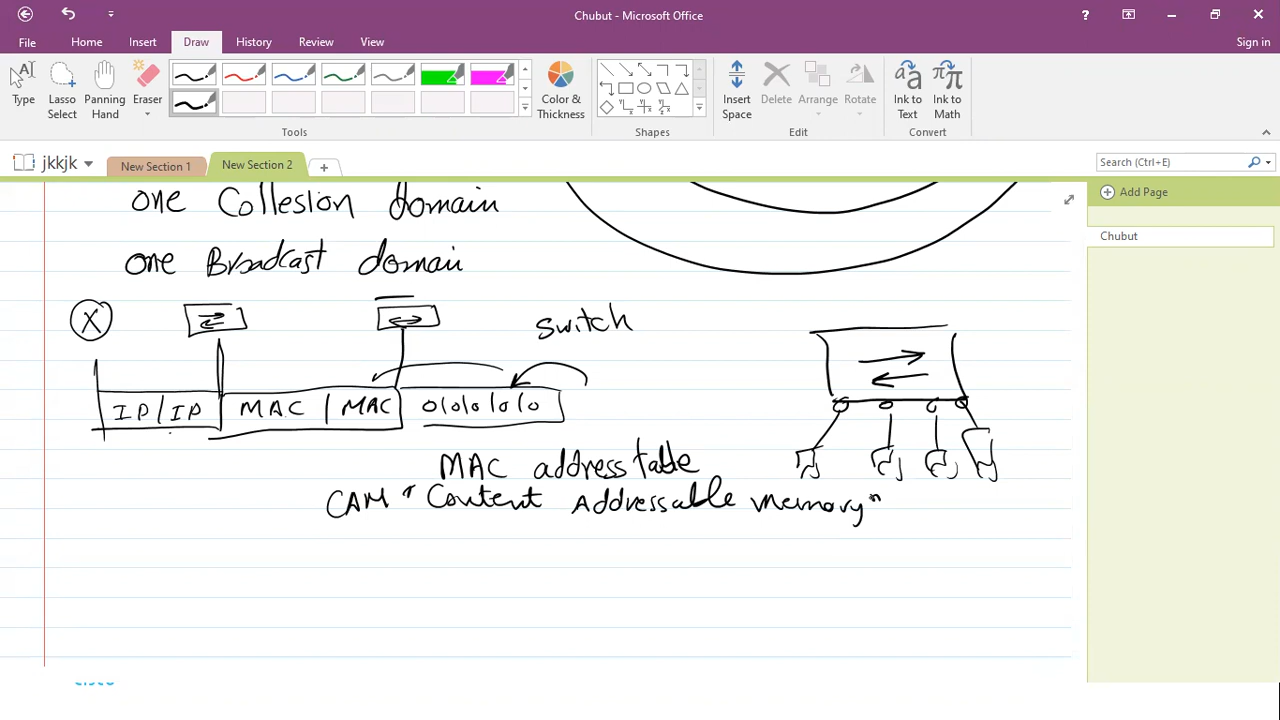 Chubut - Microsoft Office
?
File Home Insert Draw History Review View
Sign in
Type
Lasso Select
Panning Hand
Eraser
Color & Thickness
Insert Space
Delete
Arrange
Rotate
Ink to Text
Ink to Math
Tools
Shapes
Edit
Convert
jkkjk
New Section 1
New Section 2
+
Search (Ctrl+E)
Add Page
Chubut
one Collesion domain
one Broadcast domain
X
switch
IP/IP MAC | MAC 01010101
MAC address table
CAM "Content Addressable Memory"